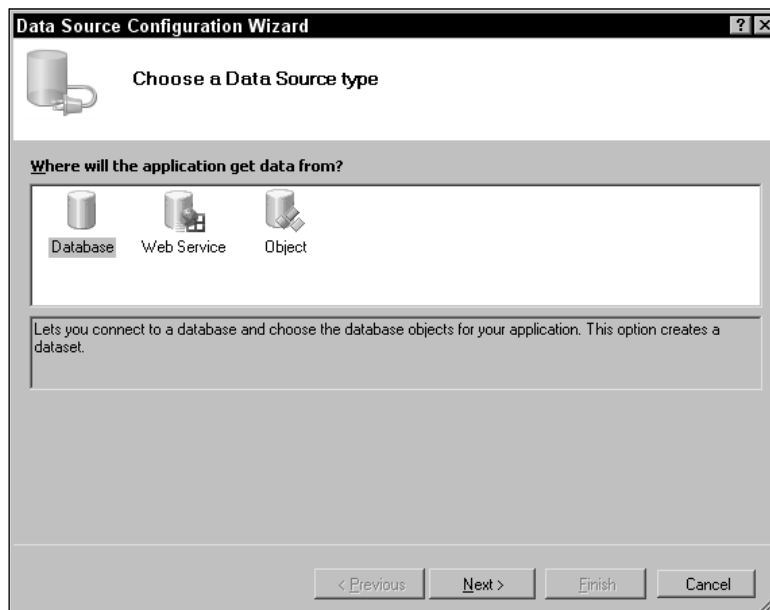 Data Source Configuration Wizard
Choose a Data Source type
Where will the application get data from?
Database Web Service Object
Lets you connect to a database and choose the database objects for your application. This option creates a
dataset.
< Previous Next > Finish Cancel